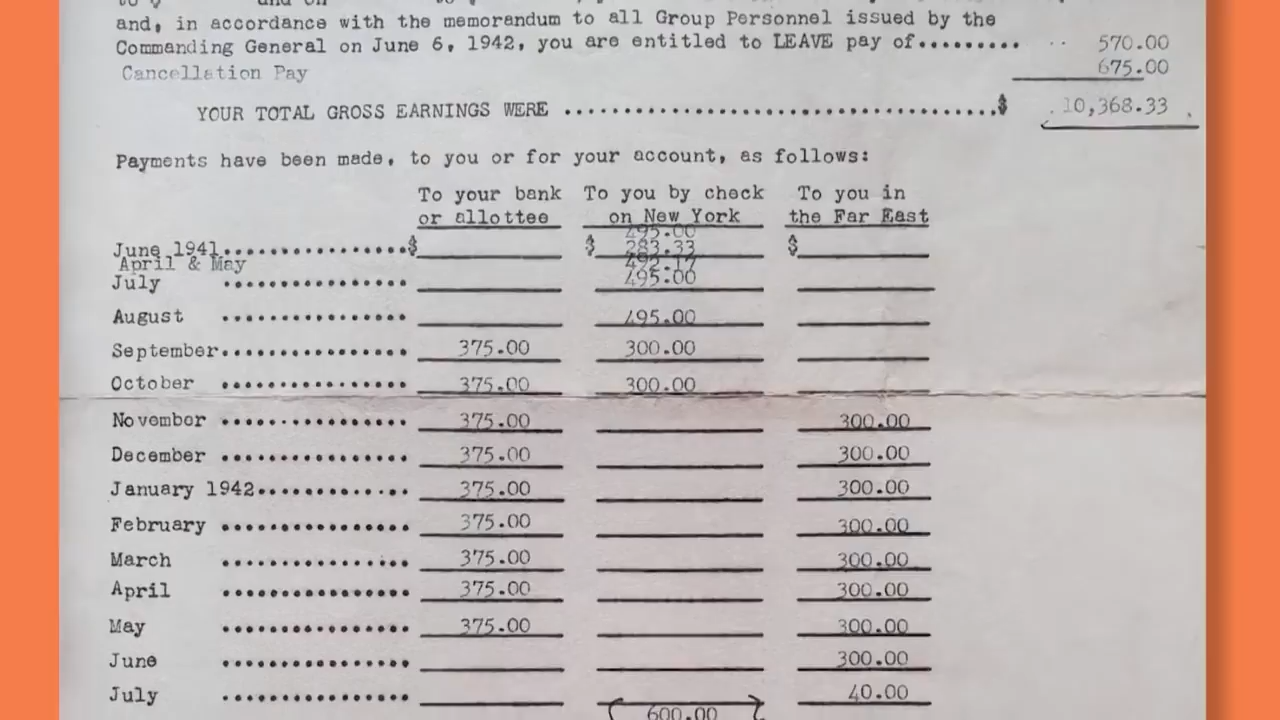 and, in accordance with the memorandum to all Group Personnel issued by the
Commanding General on June 6, 1942, you are entitled to LEAVE pay of......... 570.00
Cancellation Pay 675.00
YOUR TOTAL GROSS EARNINGS WERE ....................................$ 10,368.33
Payments have been made, to you or for your account, as follows:
To your bank To you by check To you in
or allottee on New York the Far East
495.00
June 1941...............$ $ 283.33 $
April & May 492.17
July ................ 495.00
August ................ 495.00
September................ 375.00 300.00
October ................ 375.00 300.00
November ................ 375.00 300.00
December ................ 375.00 300.00
January 1942............. 375.00 300.00
February ................ 375.00 300.00
March ................ 375.00 300.00
April ................ 375.00 300.00
May ................ 375.00 300.00
June ................ 300.00
July ................ 40.00
(600.00)